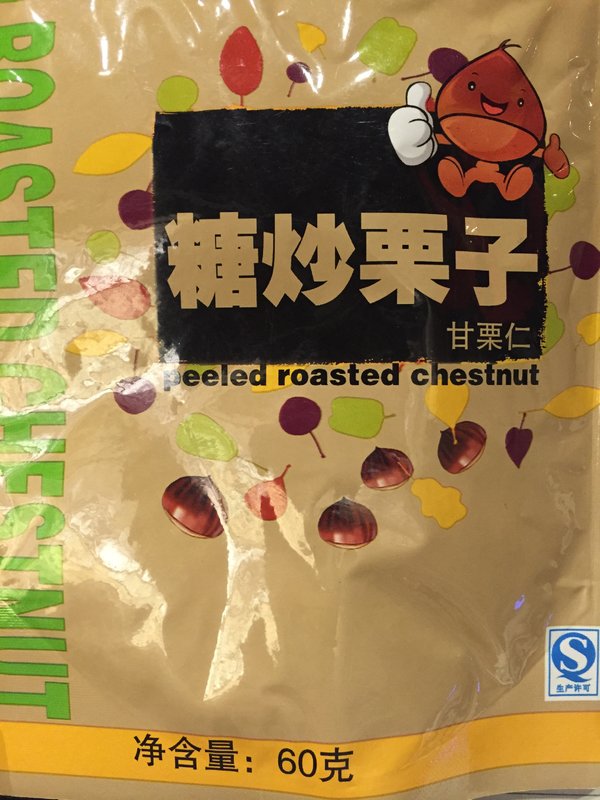 ROASTED CHESTNUT
糖炒栗子
甘栗仁
peeled roasted chestnut
生产许可
净含量：60克